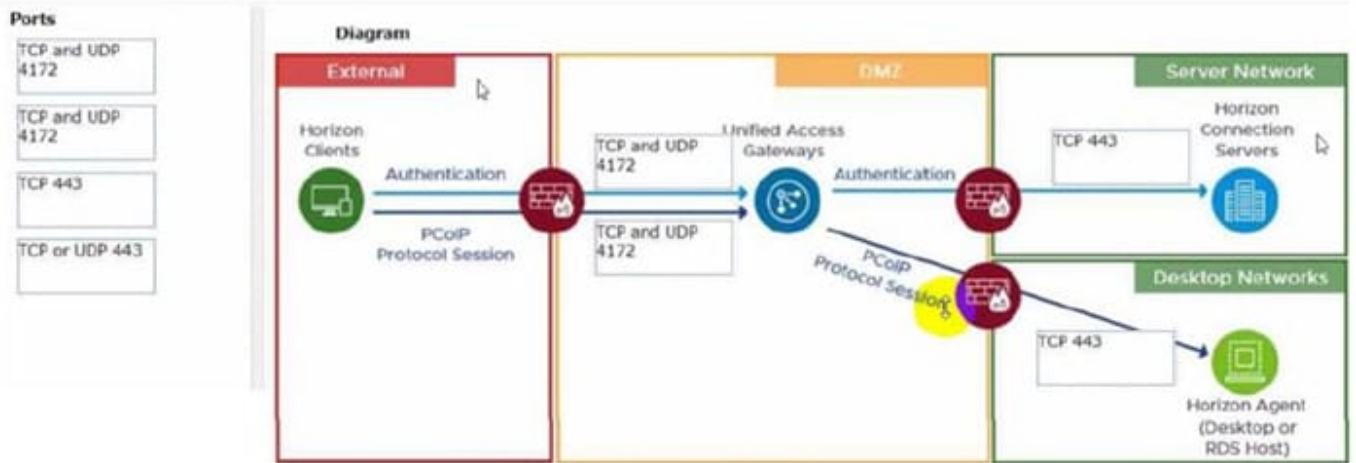 Ports
TCP and UDP
4172
TCP and UDP
4172
TCP 443
TCP or UDP 443
Diagram
External
DMZ
Server Network
Horizon
Clients
Authentication
PCoIP
Protocol Session
TCP and UDP
4172
TCP and UDP
4172
Unified Access
Gateways
Authentication
PCoIP
Protocol Session
TCP 443
Horizon
Connection
Servers
Desktop Networks
TCP 443
Horizon Agent
(Desktop or
RDS Host)